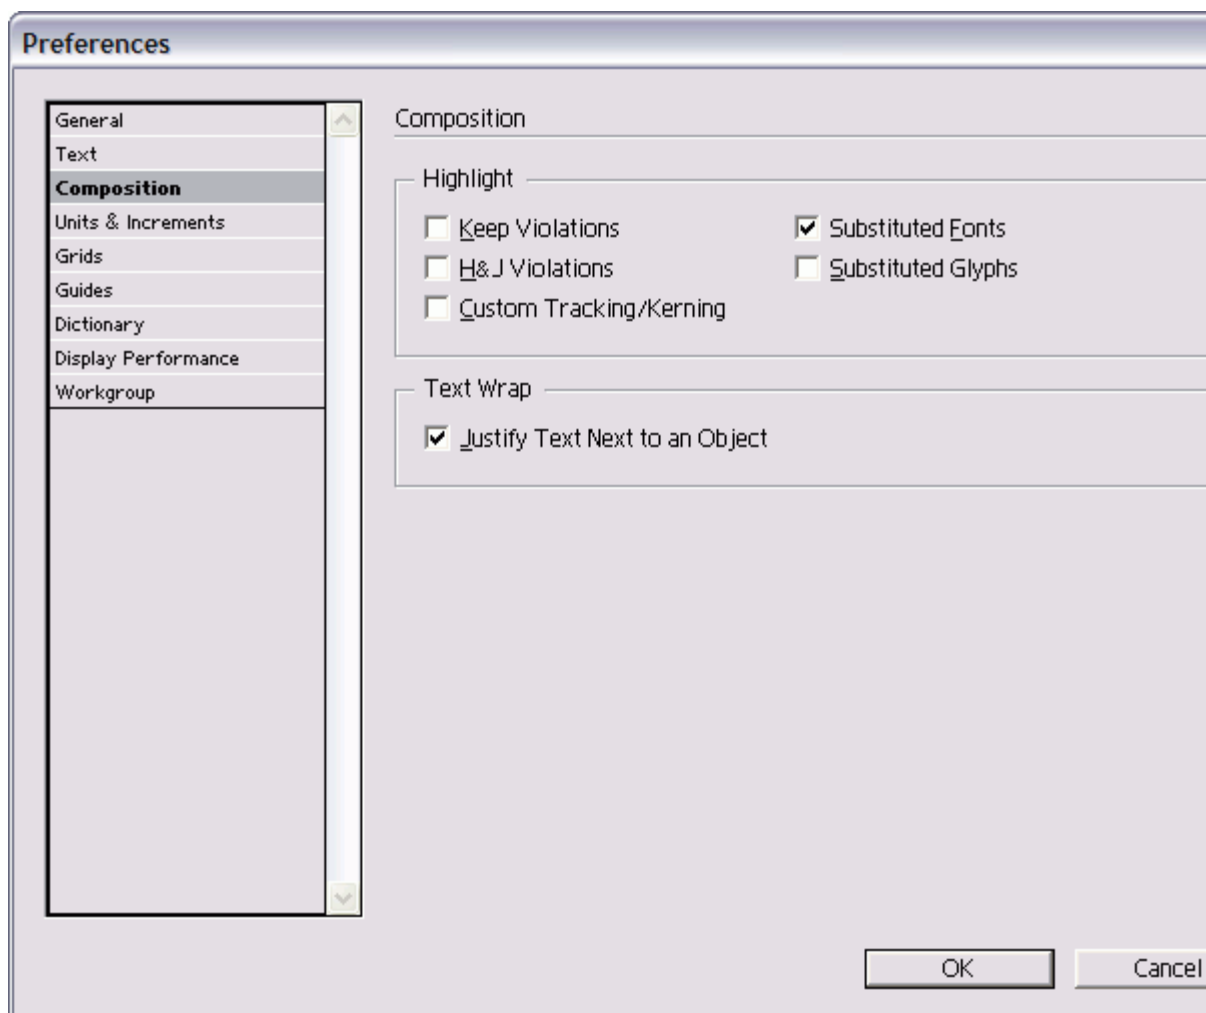 Preferences
General
Text
Composition
Units & Increments
Grids
Guides
Dictionary
Display Performance
Workgroup
Composition
Highlight
Keep Violations
Substituted Fonts
H&J Violations
Substituted Glyphs
Custom Tracking/Kerning
Text Wrap
Justify Text Next to an Object
OK
Cancel